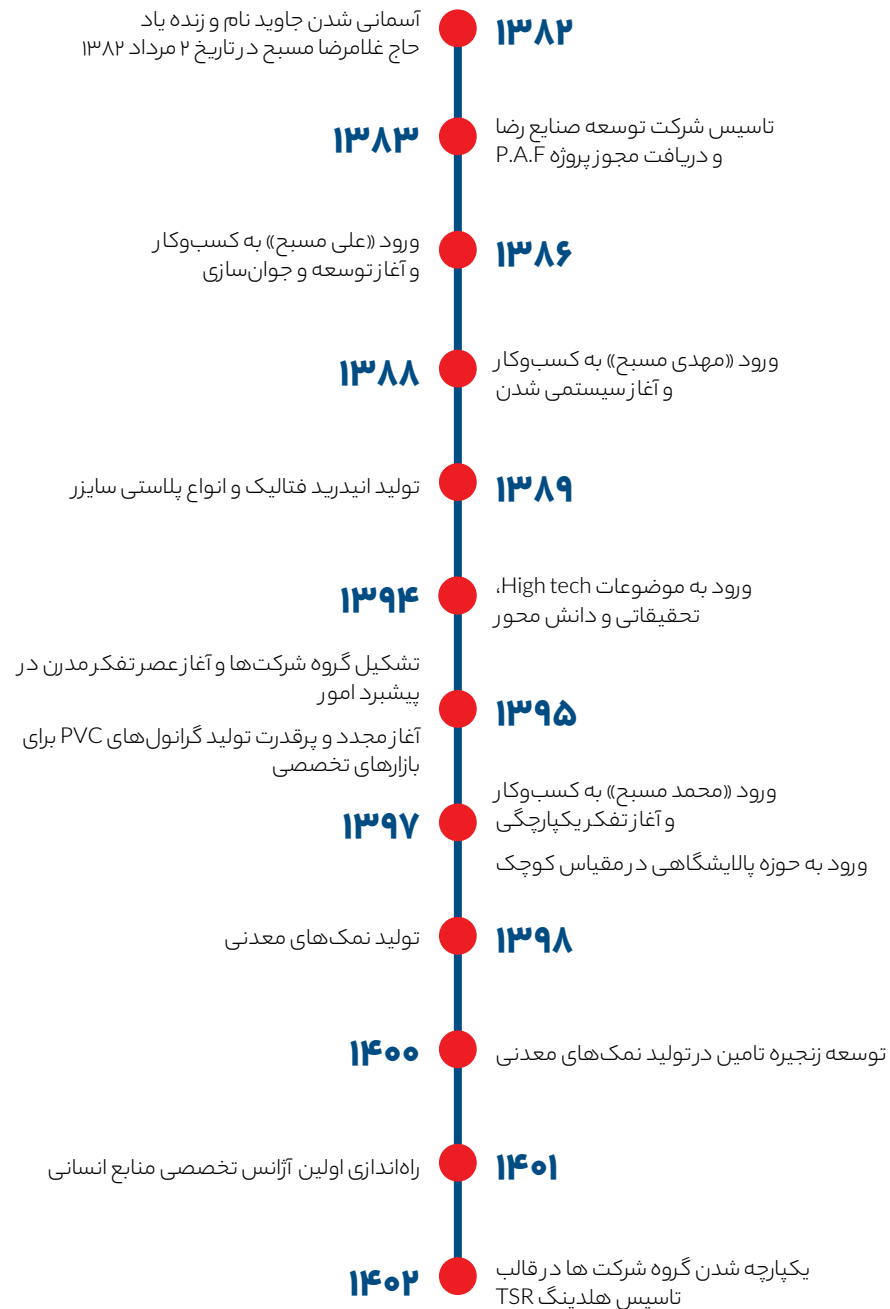 ۱۳۸۲
آسمانی شدن جاوید نام و زنده یاد
حاج غلامرضا مسبح در تاریخ ۲ مرداد ۱۳۸۲
۱۳۸۳
تاسیس شرکت توسعه صنایع رضا
و دریافت مجوز پروژه P.A.F
۱۳۸۶
ورود «علی مسبح» به کسب‌وکار
و آغاز توسعه و جوان‌سازی
۱۳۸۸
ورود «مهدی مسبح» به کسب‌وکار
و آغاز سیستمی شدن
۱۳۸۹
تولید انیدرید فتالیک و انواع پلاستی سایزر
۱۳۹۴
ورود به موضوعات High tech،
تحقیقاتی و دانش محور
۱۳۹۵
تشکیل گروه شرکت‌ها و آغاز عصر تفکر مدرن در
پیشبرد امور
آغاز مجدد و پرقدرت تولید گرانول‌های PVC برای
بازارهای تخصصی
۱۳۹۷
ورود «محمد مسبح» به کسب‌وکار
و آغاز تفکر یکپارچگی
ورود به حوزه پالایشگاهی در مقیاس کوچک
۱۳۹۸
تولید نمک‌های معدنی
۱۴۰۰
توسعه زنجیره تامین در تولید نمک‌های معدنی
۱۴۰۱
راه‌اندازی اولین آژانس تخصصی منابع انسانی
۱۴۰۲
یکپارچه شدن گروه شرکت ها در قالب
تاسیس هلدینگ TSR